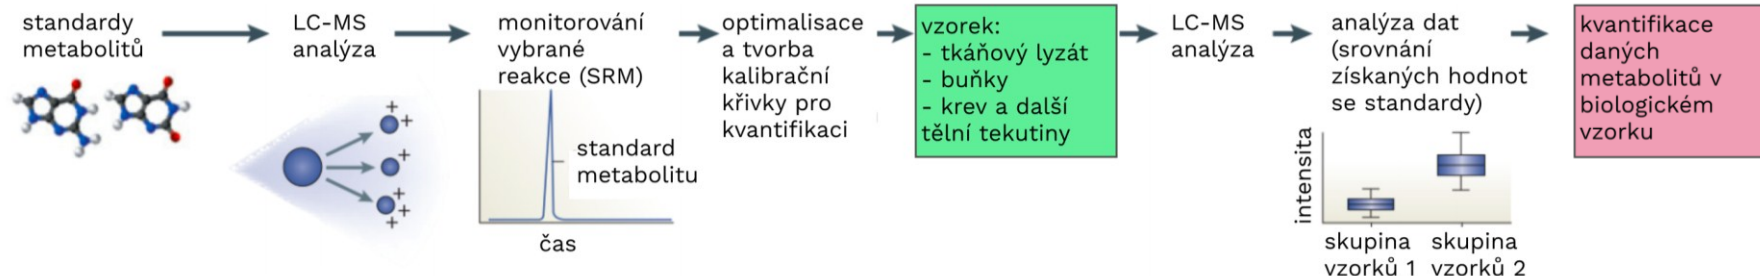 standardy
metabolitů
LC-MS
analýza
+
+
+
+
+
monitorování
vybrané
reakce (SRM)
standard
metabolitu
čas
optimalisace
a tvorba
kalibrační
křivky pro
kvantifikaci
vzorek:
- tkáňový lyzát
- buňky
- krev a další
tělní tekutiny
LC-MS
analýza
analýza dat
(srovnání
získaných hodnot
se standardy)
intensita
skupina
vzorků 1
skupina
vzorků 2
kvantifikace
daných
metabolitů v
biologickém
vzorku